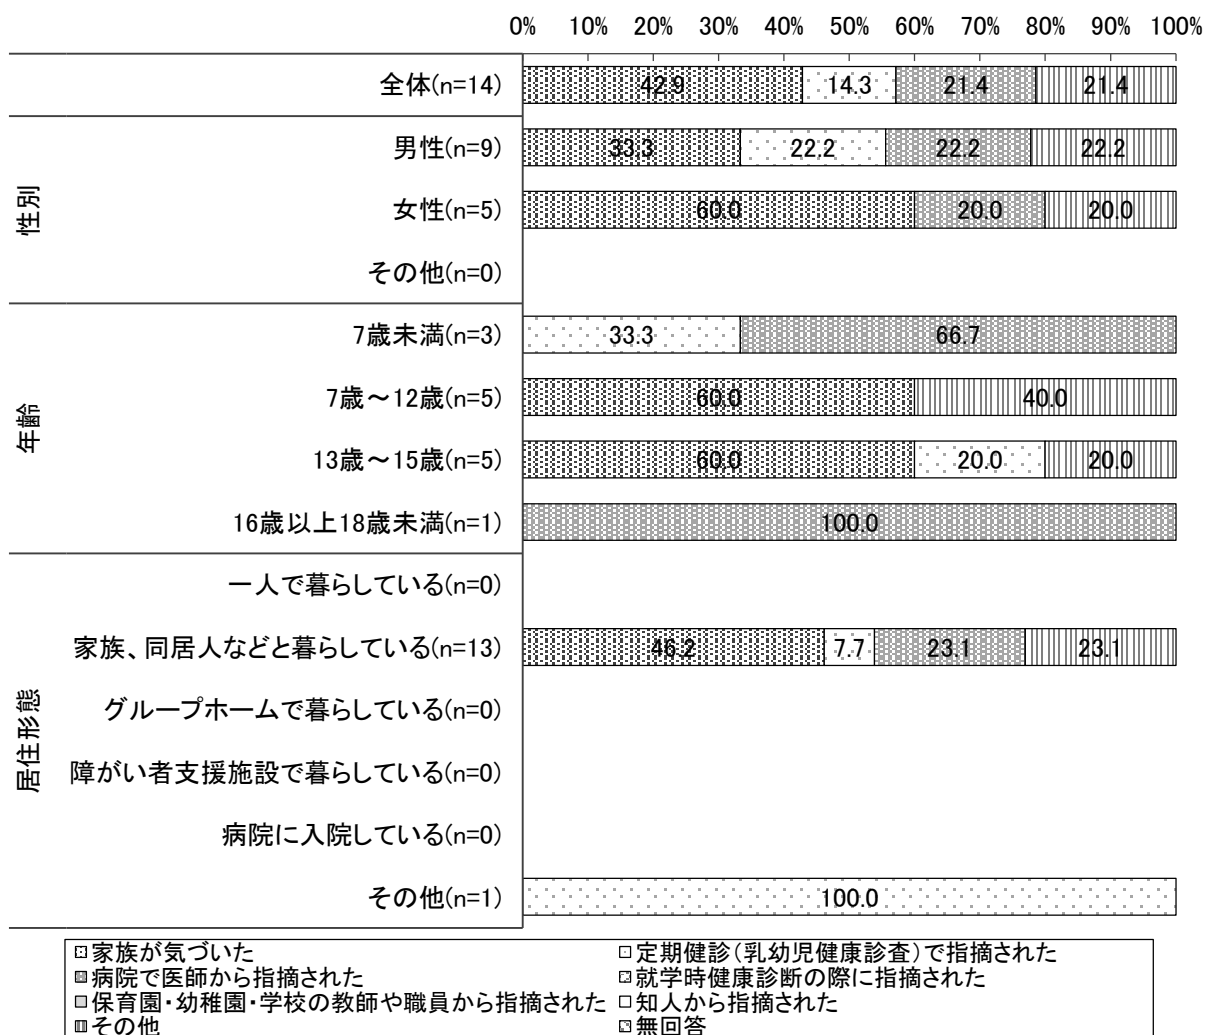 0% 10% 20% 30% 40% 50% 60% 70% 80% 90% 100%
全体(n=14) 42.9 14.3 21.4 21.4
性別
男性(n=9) 33.3 22.2 22.2 22.2
女性(n=5) 60.0 20.0 20.0
その他(n=0)
年齢
7歳未満(n=3) 33.3 66.7
7歳～12歳(n=5) 60.0 40.0
13歳～15歳(n=5) 60.0 20.0 20.0
16歳以上18歳未満(n=1) 100.0
居住形態
一人で暮らしている(n=0)
家族、同居人などと暮らしている(n=13) 46.2 7.7 23.1 23.1
グループホームで暮らしている(n=0)
障がい者支援施設で暮らしている(n=0)
病院に入院している(n=0)
その他(n=1) 100.0
家族が気づいた 定期健診（乳幼児健康診査）で指摘された
病院で医師から指摘された 就学時健康診断の際に指摘された
保育園・幼稚園・学校の教師や職員から指摘された 知人から指摘された
その他 無回答